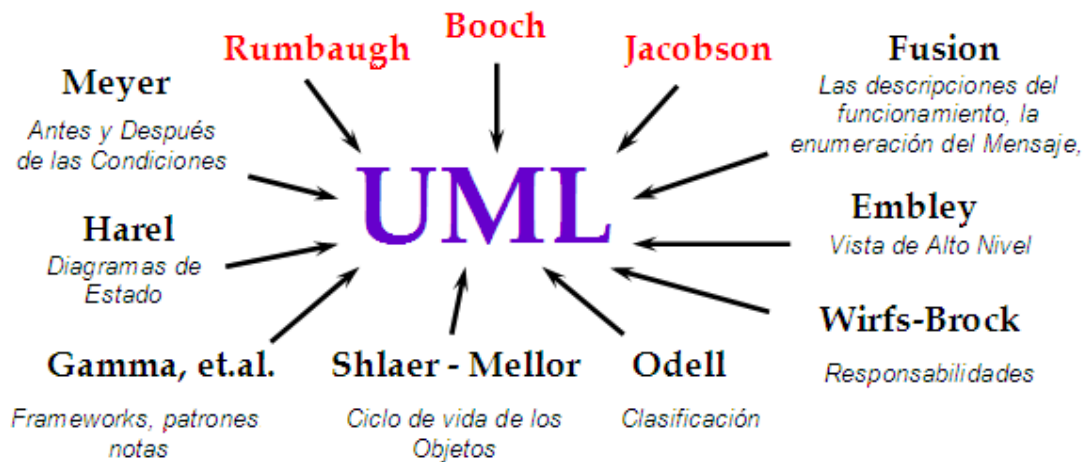 Booch
Rumbaugh
Jacobson
Fusion
Las descripciones del
funcionamiento, la
enumeración del Mensaje,
Meyer
Antes y Después
de las Condiciones
UML
Harel
Diagramas de
Estado
Embley
Vista de Alto Nivel
Wirfs-Brock
Responsabilidades
Gamma, et.al.
Frameworks, patrones
notas
Shlaer - Mellor
Ciclo de vida de los
Objetos
Odell
Clasificación